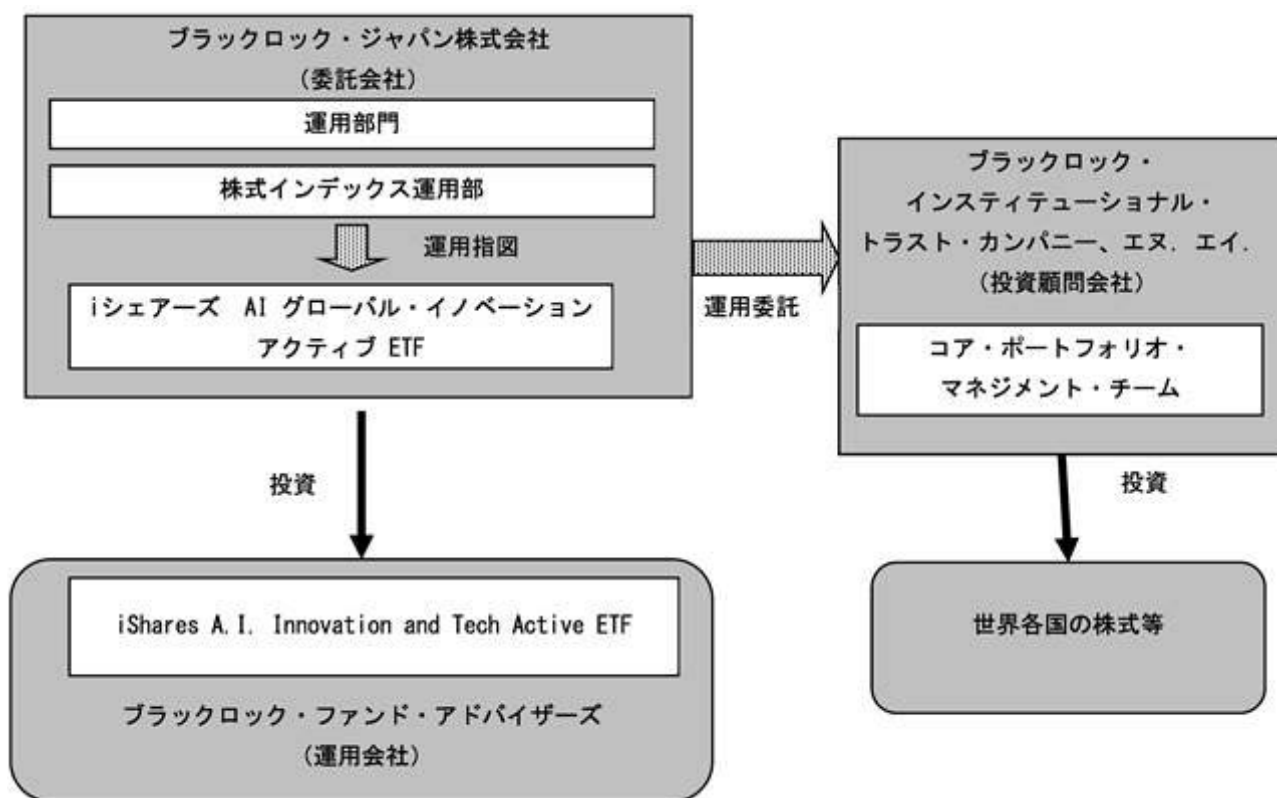 ブラックロック・ジャパン株式会社
（委託会社）
運用部門
株式インデックス運用部
運用指図
iシェアーズ AI グローバル・イノベーション
アクティブ ETF
運用委託
ブラックロック・
インスティテューショナル・
トラスト・カンパニー、エヌ．エイ．
（投資顧問会社）
コア・ポートフォリオ・
マネジメント・チーム
投資
投資
iShares A.I. Innovation and Tech Active ETF
ブラックロック・ファンド・アドバイザーズ
（運用会社）
世界各国の株式等